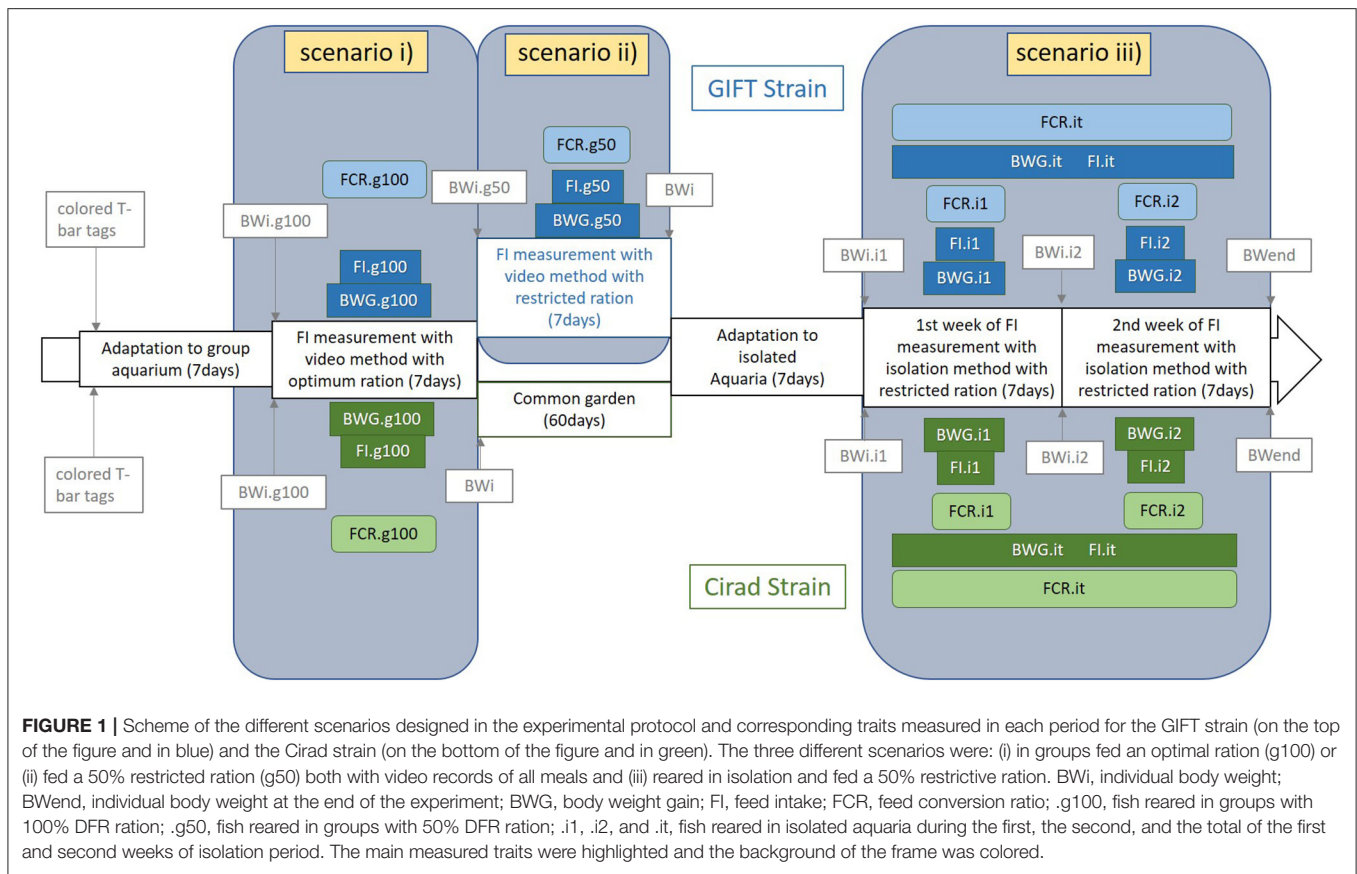 scenario i)
scenario ii)
scenario iii)
GIFT Strain
FCR.it
BWG.it FI.it
FCR.g50
FCR.g100
BWi.g50
FI.g50
BWi
BWG.g50
FCR.i1
FCR.i2
colored T-
bar tags
BWi.g100
FI.g100
BWG.g100
FI measurement with
video method with
restricted ration
(7days)
BWi.i1
FI.i1
BWG.i1
BWi.i2
FI.i2
BWG.i2
BWend
Adaptation to group
aquarium (7days)
FI measurement with
video method with
optimum ration (7days)
Common garden
(60days)
Adaptation to
isolated
Aquaria (7days)
1st week of FI
measurement with
isolation method with
restricted ration (7days)
2nd week of FI
measurement with
isolation method with
restricted ration (7days)
colored T-
bar tags
BWi.g100
BWG.g100
FI.g100
BWi
BWi.i1
BWG.i1
FI.i1
BWi.i2
BWG.i2
FI.i2
BWend
FCR.g100
FCR.i1
FCR.i2
BWG.it FI.it
Cirad Strain
FCR.it
FIGURE 1 | Scheme of the different scenarios designed in the experimental protocol and corresponding traits measured in each period for the GIFT strain (on the top
of the figure and in blue) and the Cirad strain (on the bottom of the figure and in green). The three different scenarios were: (i) in groups fed an optimal ration (g100) or
(ii) fed a 50% restricted ration (g50) both with video records of all meals and (iii) reared in isolation and fed a 50% restrictive ration. BWi, individual body weight;
BWend, individual body weight at the end of the experiment; BWG, body weight gain; FI, feed intake; FCR, feed conversion ratio; .g100, fish reared in groups with
100% DFR ration; .g50, fish reared in groups with 50% DFR ration; .i1, .i2, and .it, fish reared in isolated aquaria during the first, the second, and the total of the first
and second weeks of isolation period. The main measured traits were highlighted and the background of the frame was colored.